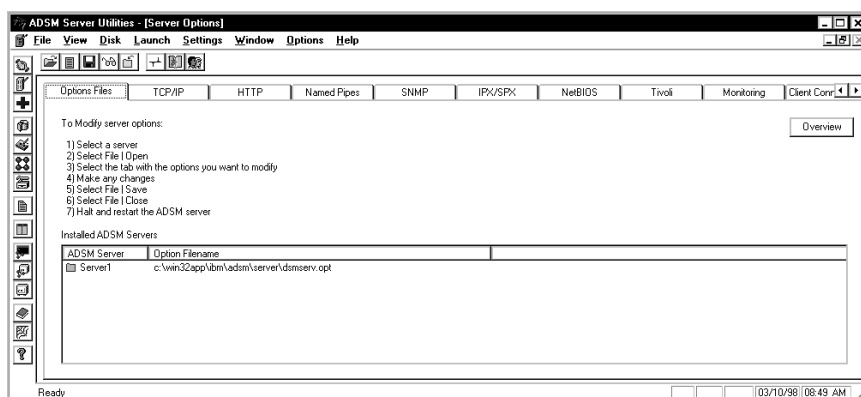 ADSM Server Utilities - [Server Options]
File View Disk Launch Settings Window Options Help
Options Files TCP/IP HTTP Named Pipes SNMP IPX/SPX NetBIOS Tivoli Monitoring Client Conr
To Modify server options:
Overview
1) Select a server
2) Select File | Open
3) Select the tab with the options you want to modify
4) Make any changes
5) Select File | Save
6) Select File | Close
7) Halt and restart the ADSM server
Installed ADSM Servers
ADSM Server Option Filename
Server1 c:\win32app\ibm\adsm\server\dsmserv.opt
Ready 03/10/98 08:49 AM